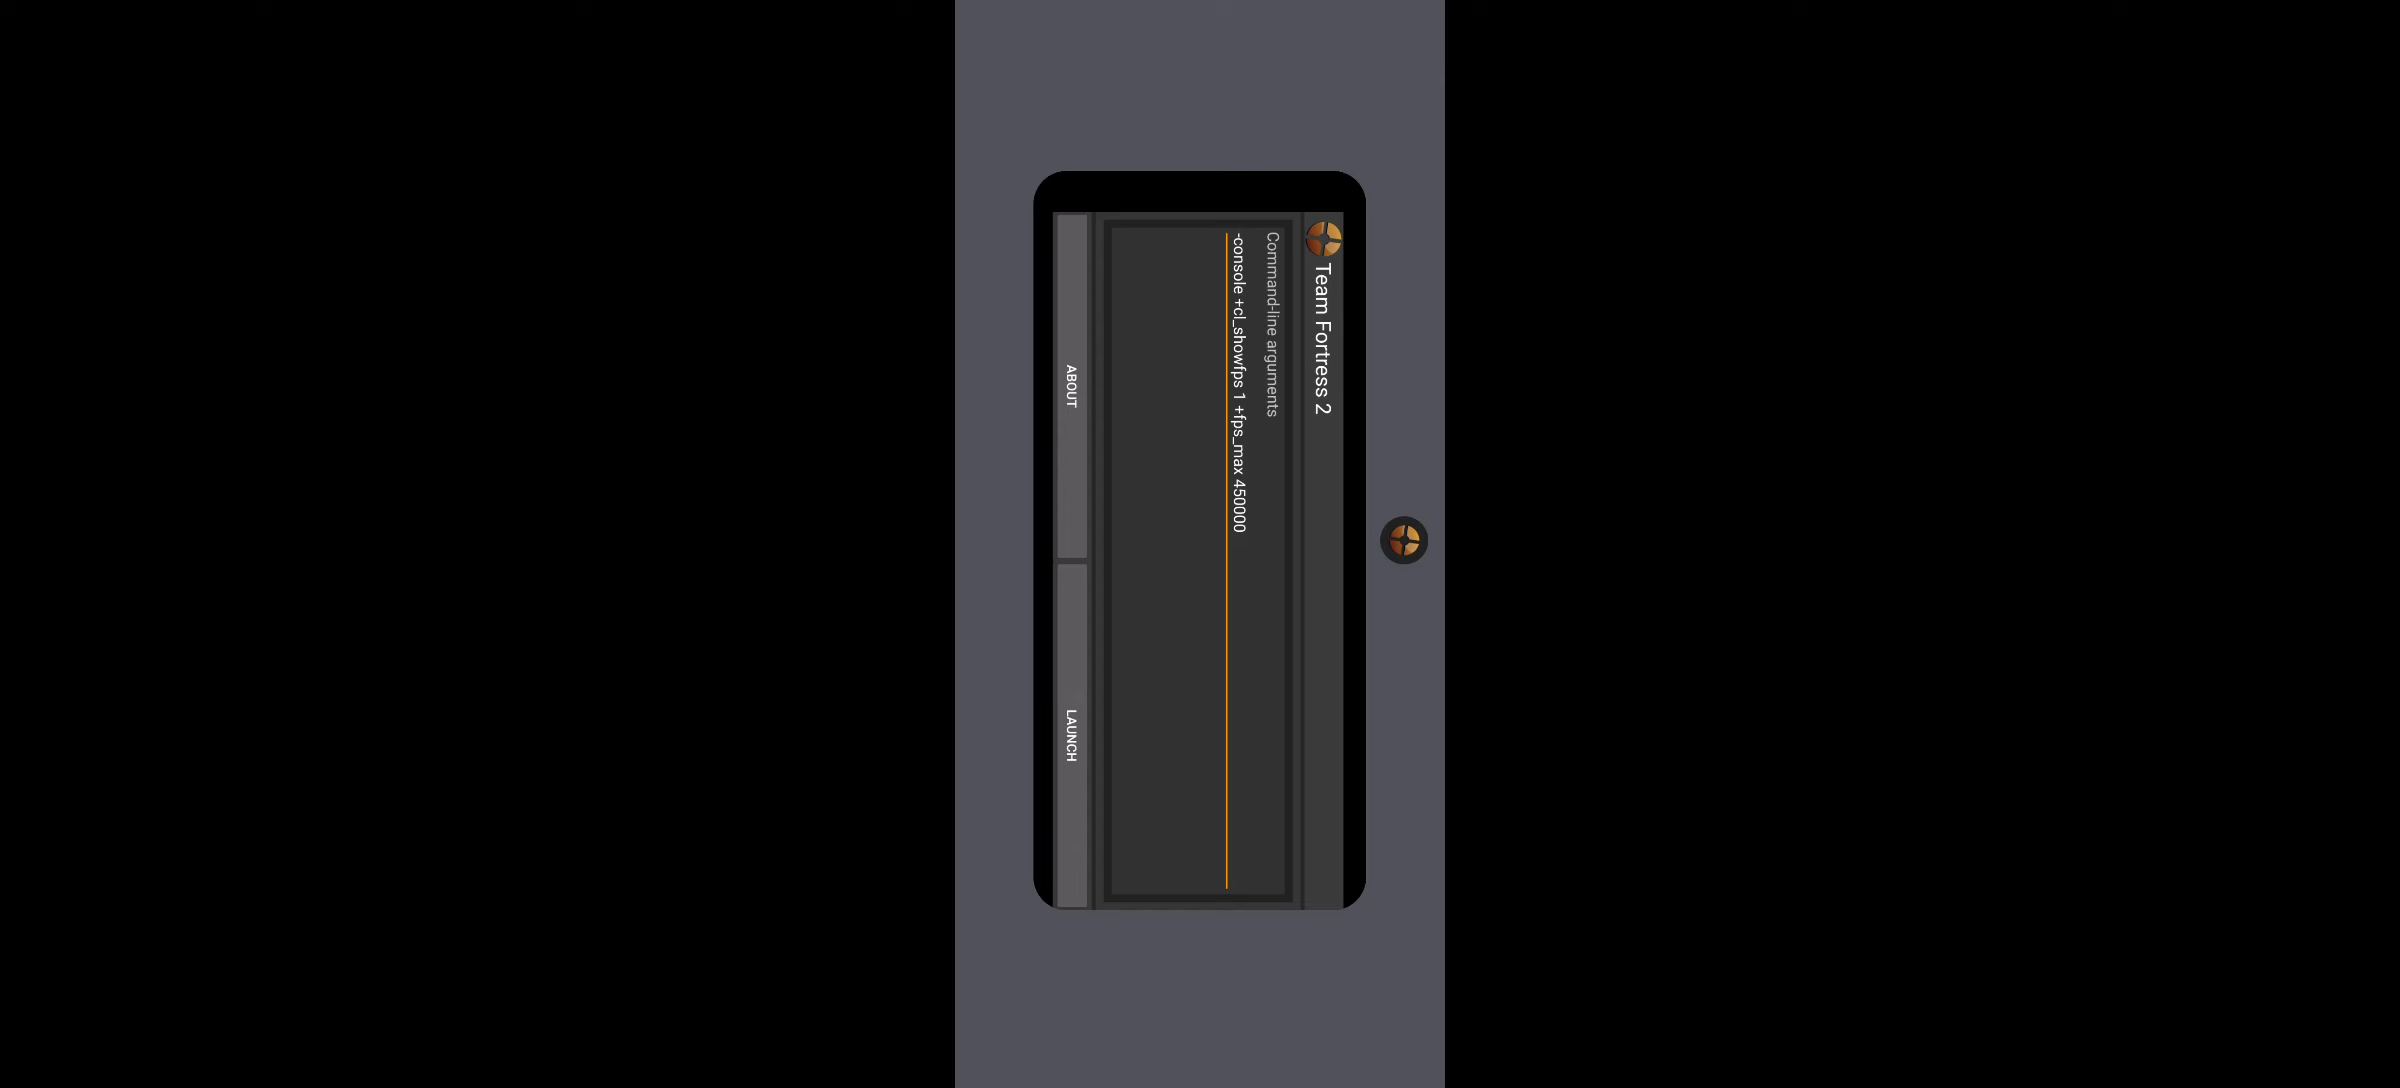 Team Fortress 2
Command-line arguments
-console +cl_showfps 1 +fps_max 450000
ABOUT
LAUNCH